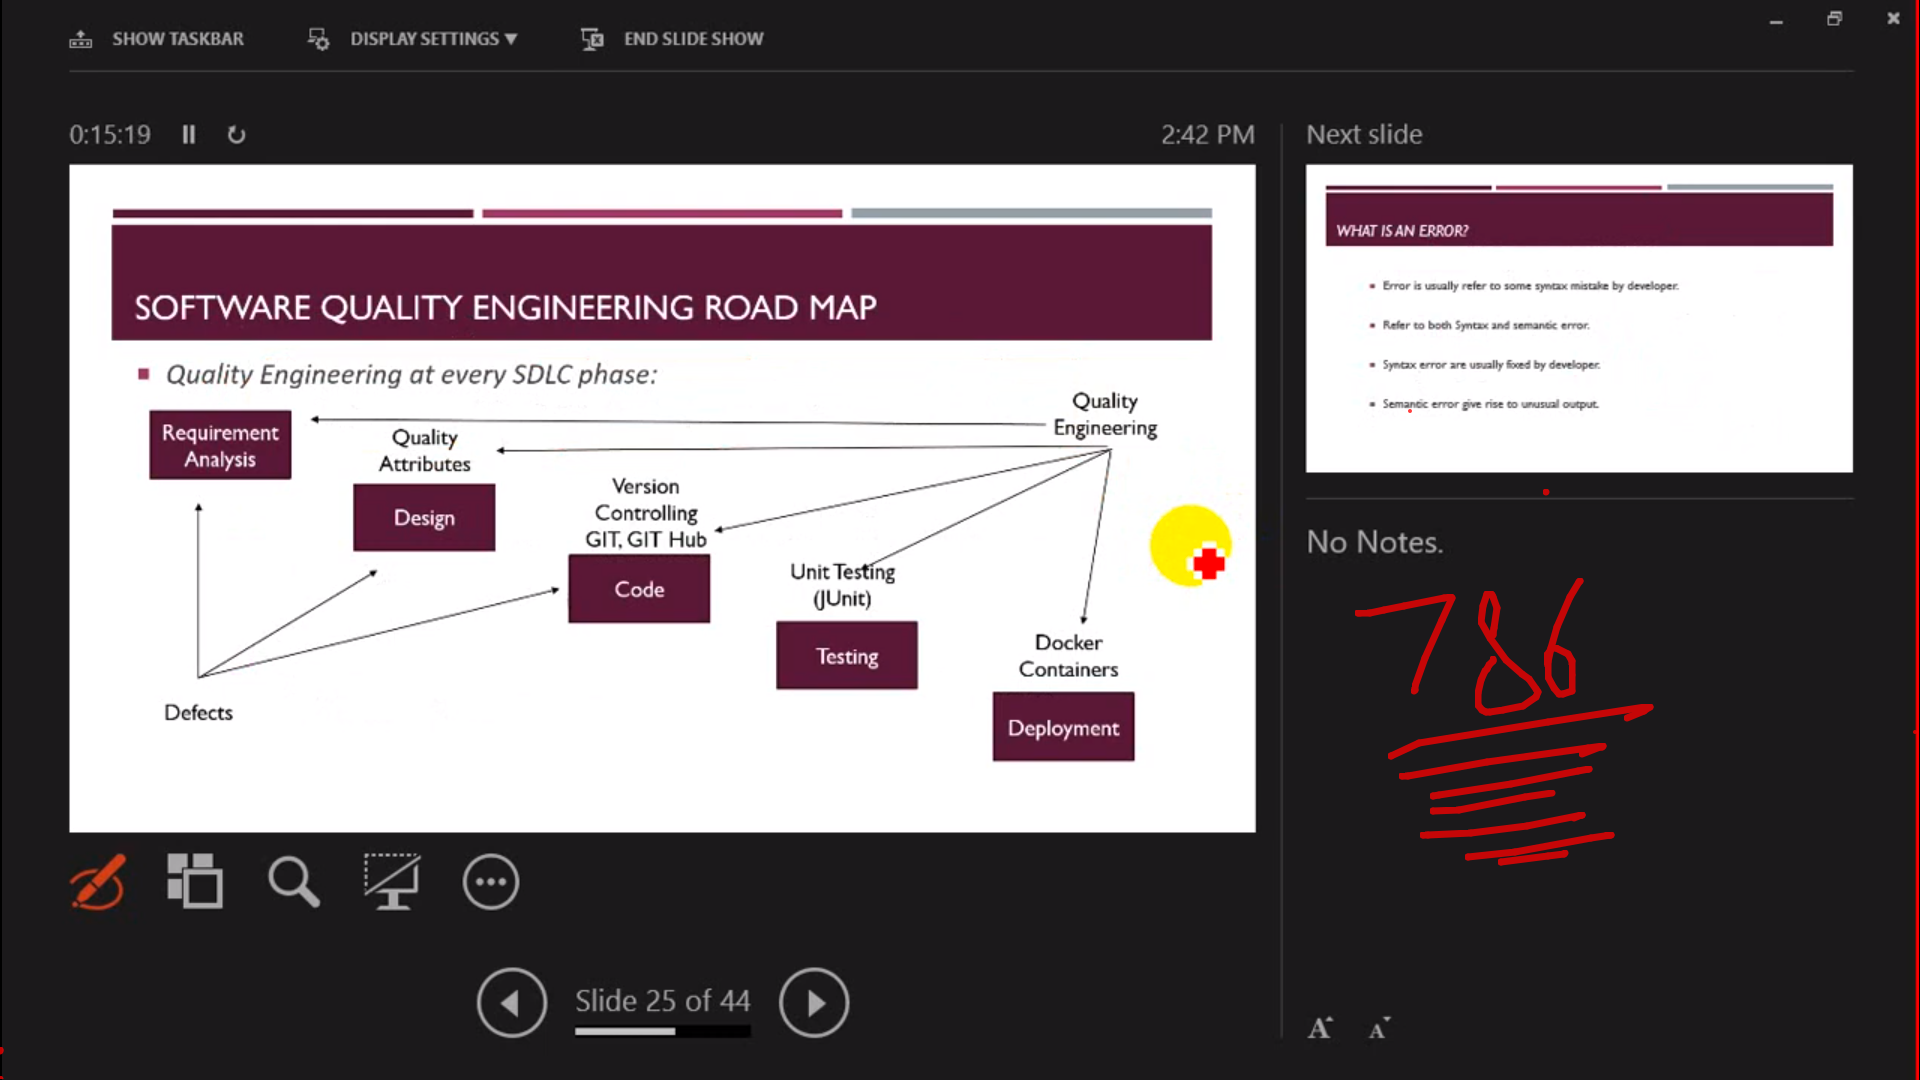 SHOW TASKBAR
DISPLAY SETTINGS ▼
END SLIDE SHOW
0:15:19
2:42 PM
SOFTWARE QUALITY ENGINEERING ROAD MAP
Quality Engineering at every SDLC phase:
Quality
Engineering
Requirement
Analysis
Quality
Attributes
Design
Version
Controlling
GIT, GIT Hub
Code
Unit Testing
(JUnit)
Testing
Docker
Containers
Deployment
Defects
Slide 25 of 44
Next slide
WHAT IS AN ERROR?
Error is usually refer to some syntax mistake by developer.
Refer to both Syntax and semantic error.
Syntax error are usually fixed by developer.
Semantic error give rise to unusual output.
No Notes.
786
A A